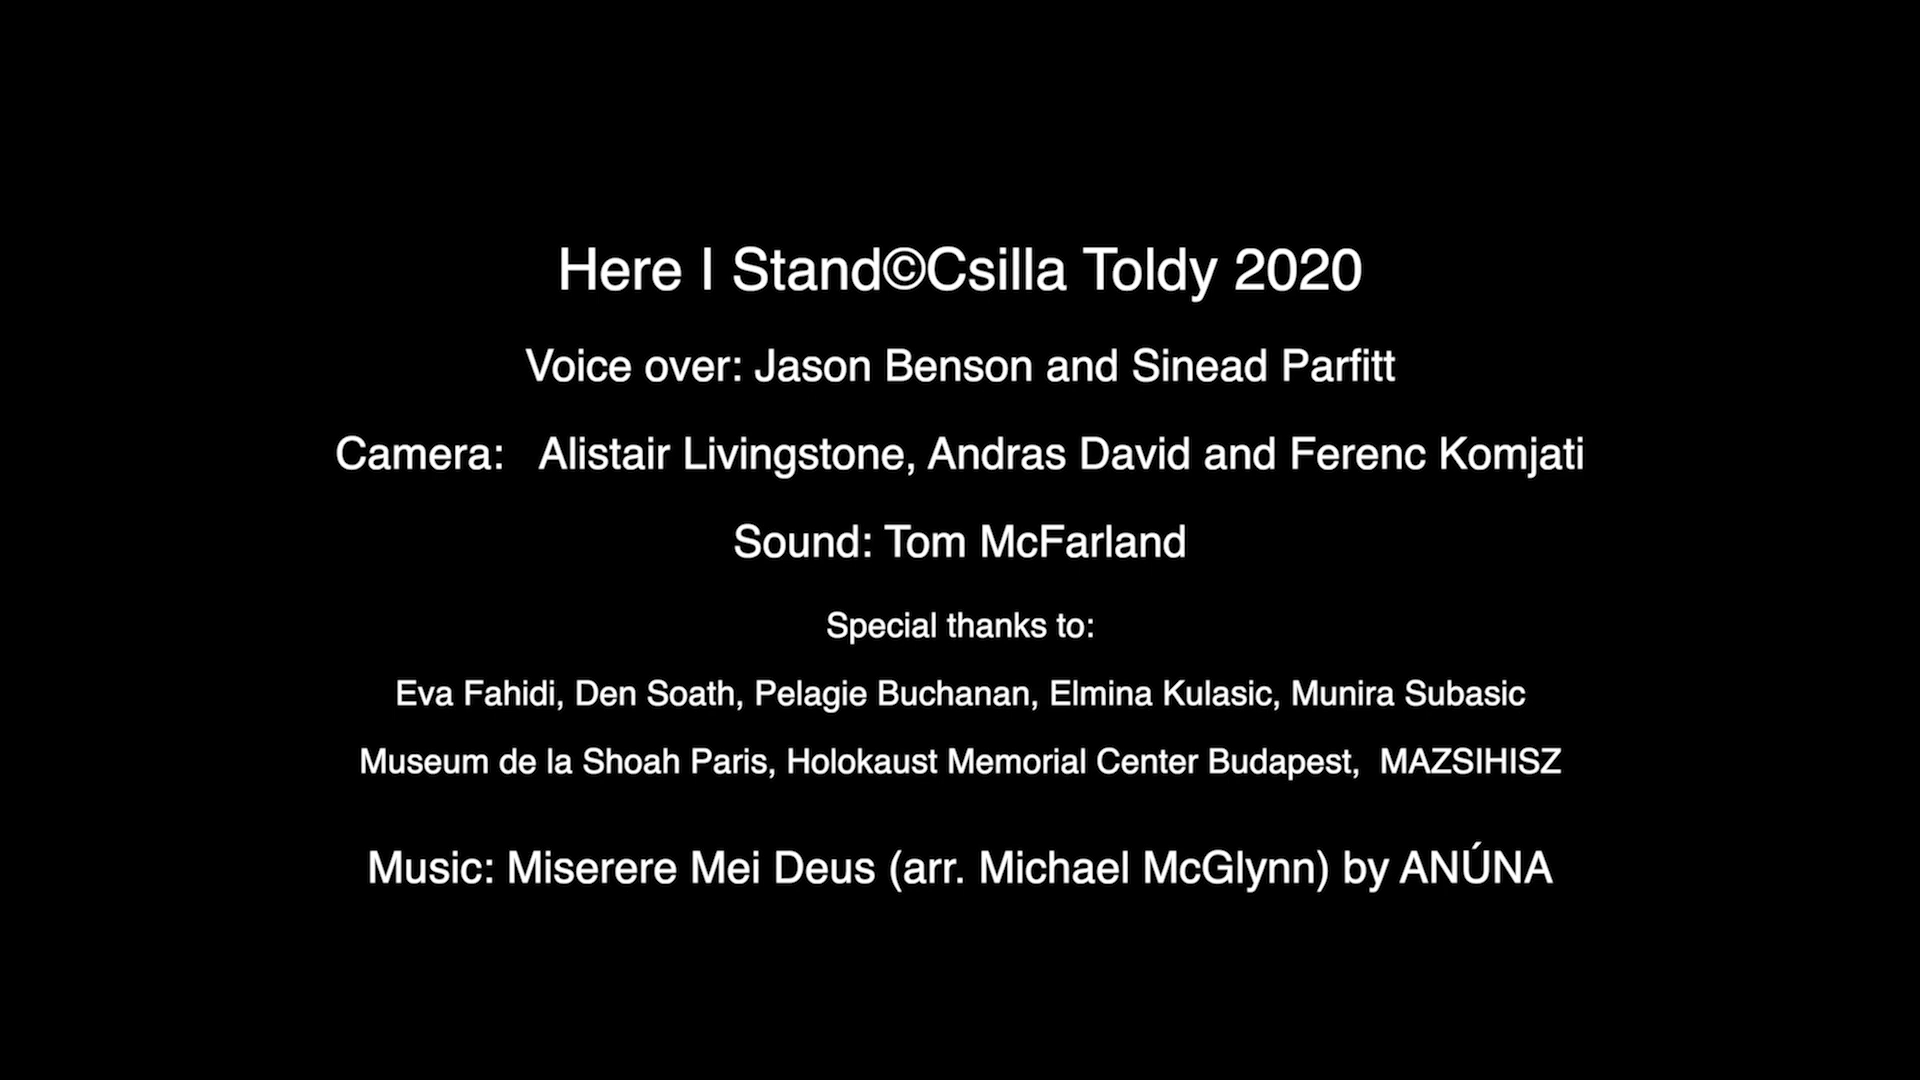 Here I Stand©Csilla Toldy 2020
Voice over: Jason Benson and Sinead Parfitt
Camera: Alistair Livingstone, Andras David and Ferenc Komjati
Sound: Tom McFarland
Special thanks to:
Eva Fahidi, Den Soath, Pelagie Buchanan, Elmina Kulasic, Munira Subasic
Museum de la Shoah Paris, Holokaust Memorial Center Budapest, MAZSIHISZ
Music: Miserere Mei Deus (arr. Michael McGlynn) by ANÚNA